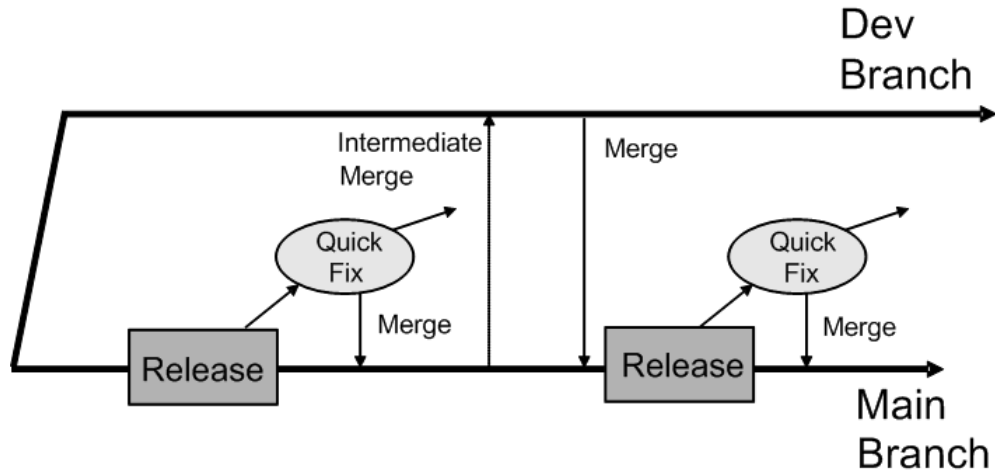 Dev
Branch
Intermediate
Merge
Merge
Quick
Fix
Quick
Fix
Merge
Merge
Release
Release
Main
Branch